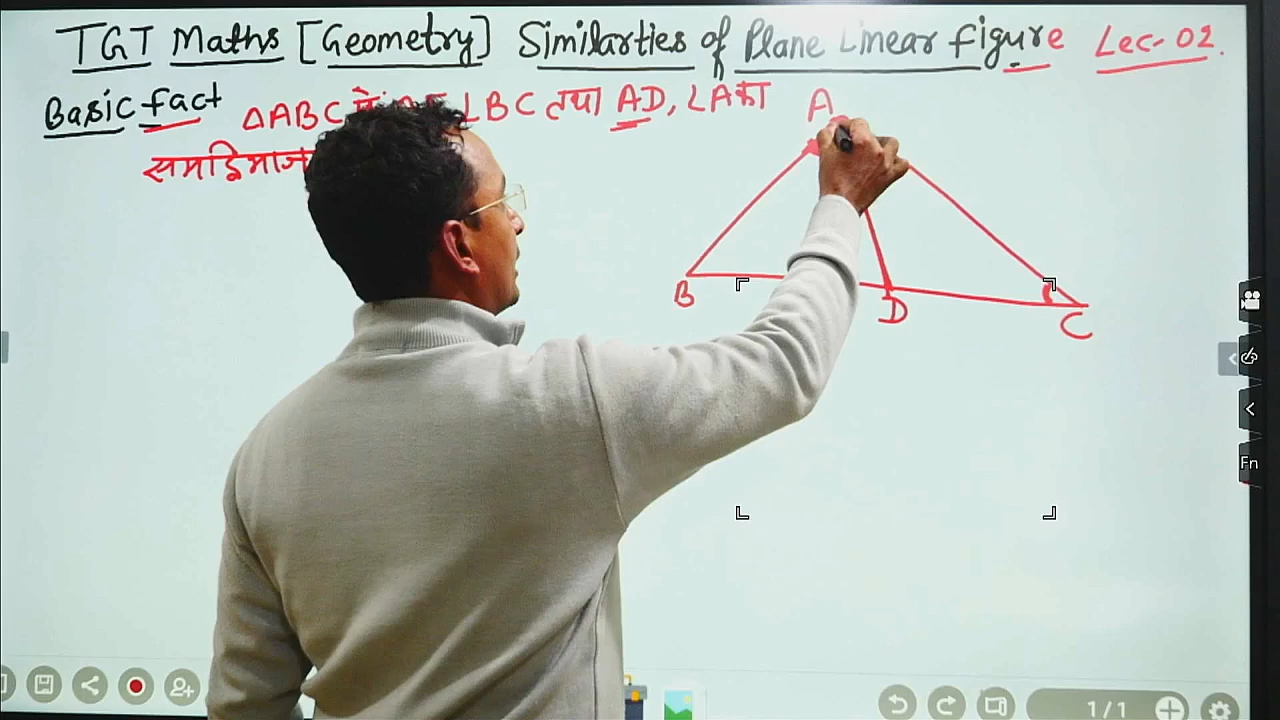 TGT Maths [Geometry] Similarties of Plane Linear figure Lec-02.
Basic fact ΔABC ⊥BC तथा AD, ∠A का
समद्विभाज
A
B
D
C
Fn
1/1